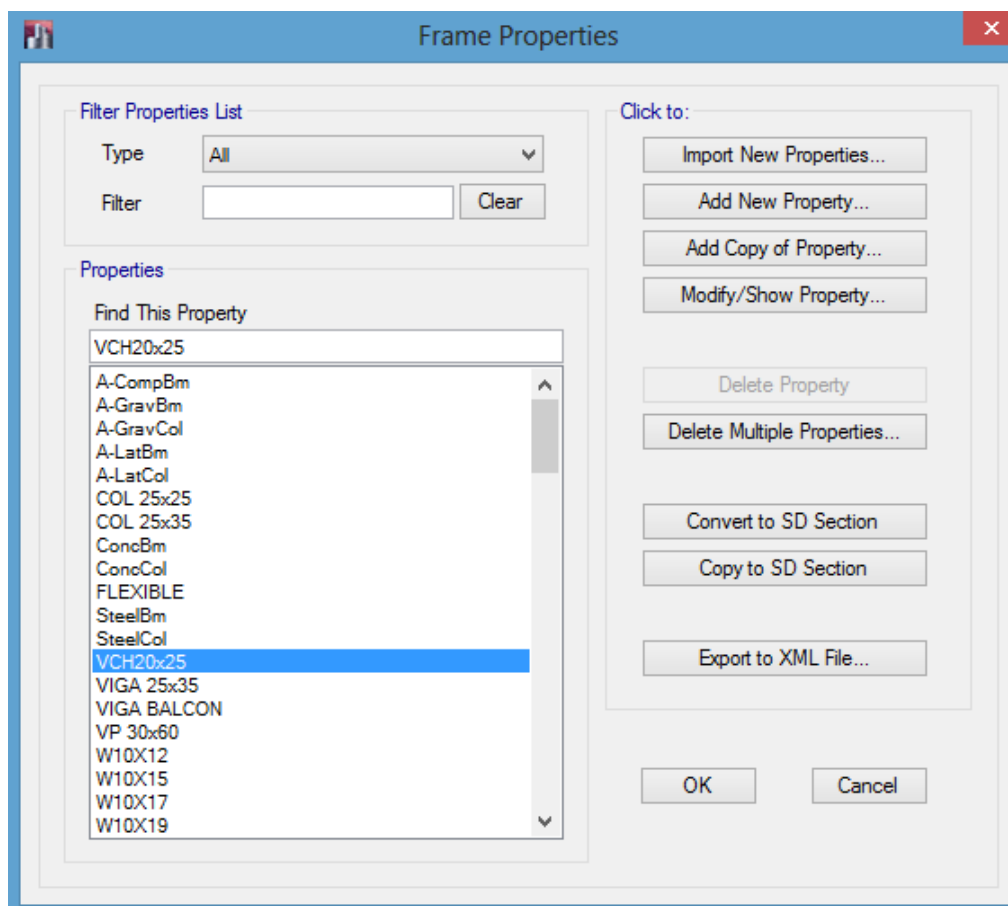 Frame Properties
Filter Properties List
Type
All
Filter
Clear
Properties
Find This Property
VCH20x25
A-CompBm
A-GravBm
A-GravCol
A-LatBm
A-LatCol
COL 25x25
COL 25x35
ConcBm
ConcCol
FLEXIBLE
SteelBm
SteelCol
VCH20x25
VIGA 25x35
VIGA BALCON
VP 30x60
W10X12
W10X15
W10X17
W10X19
Click to:
Import New Properties...
Add New Property...
Add Copy of Property...
Modify/Show Property...
Delete Property
Delete Multiple Properties...
Convert to SD Section
Copy to SD Section
Export to XML File...
OK
Cancel